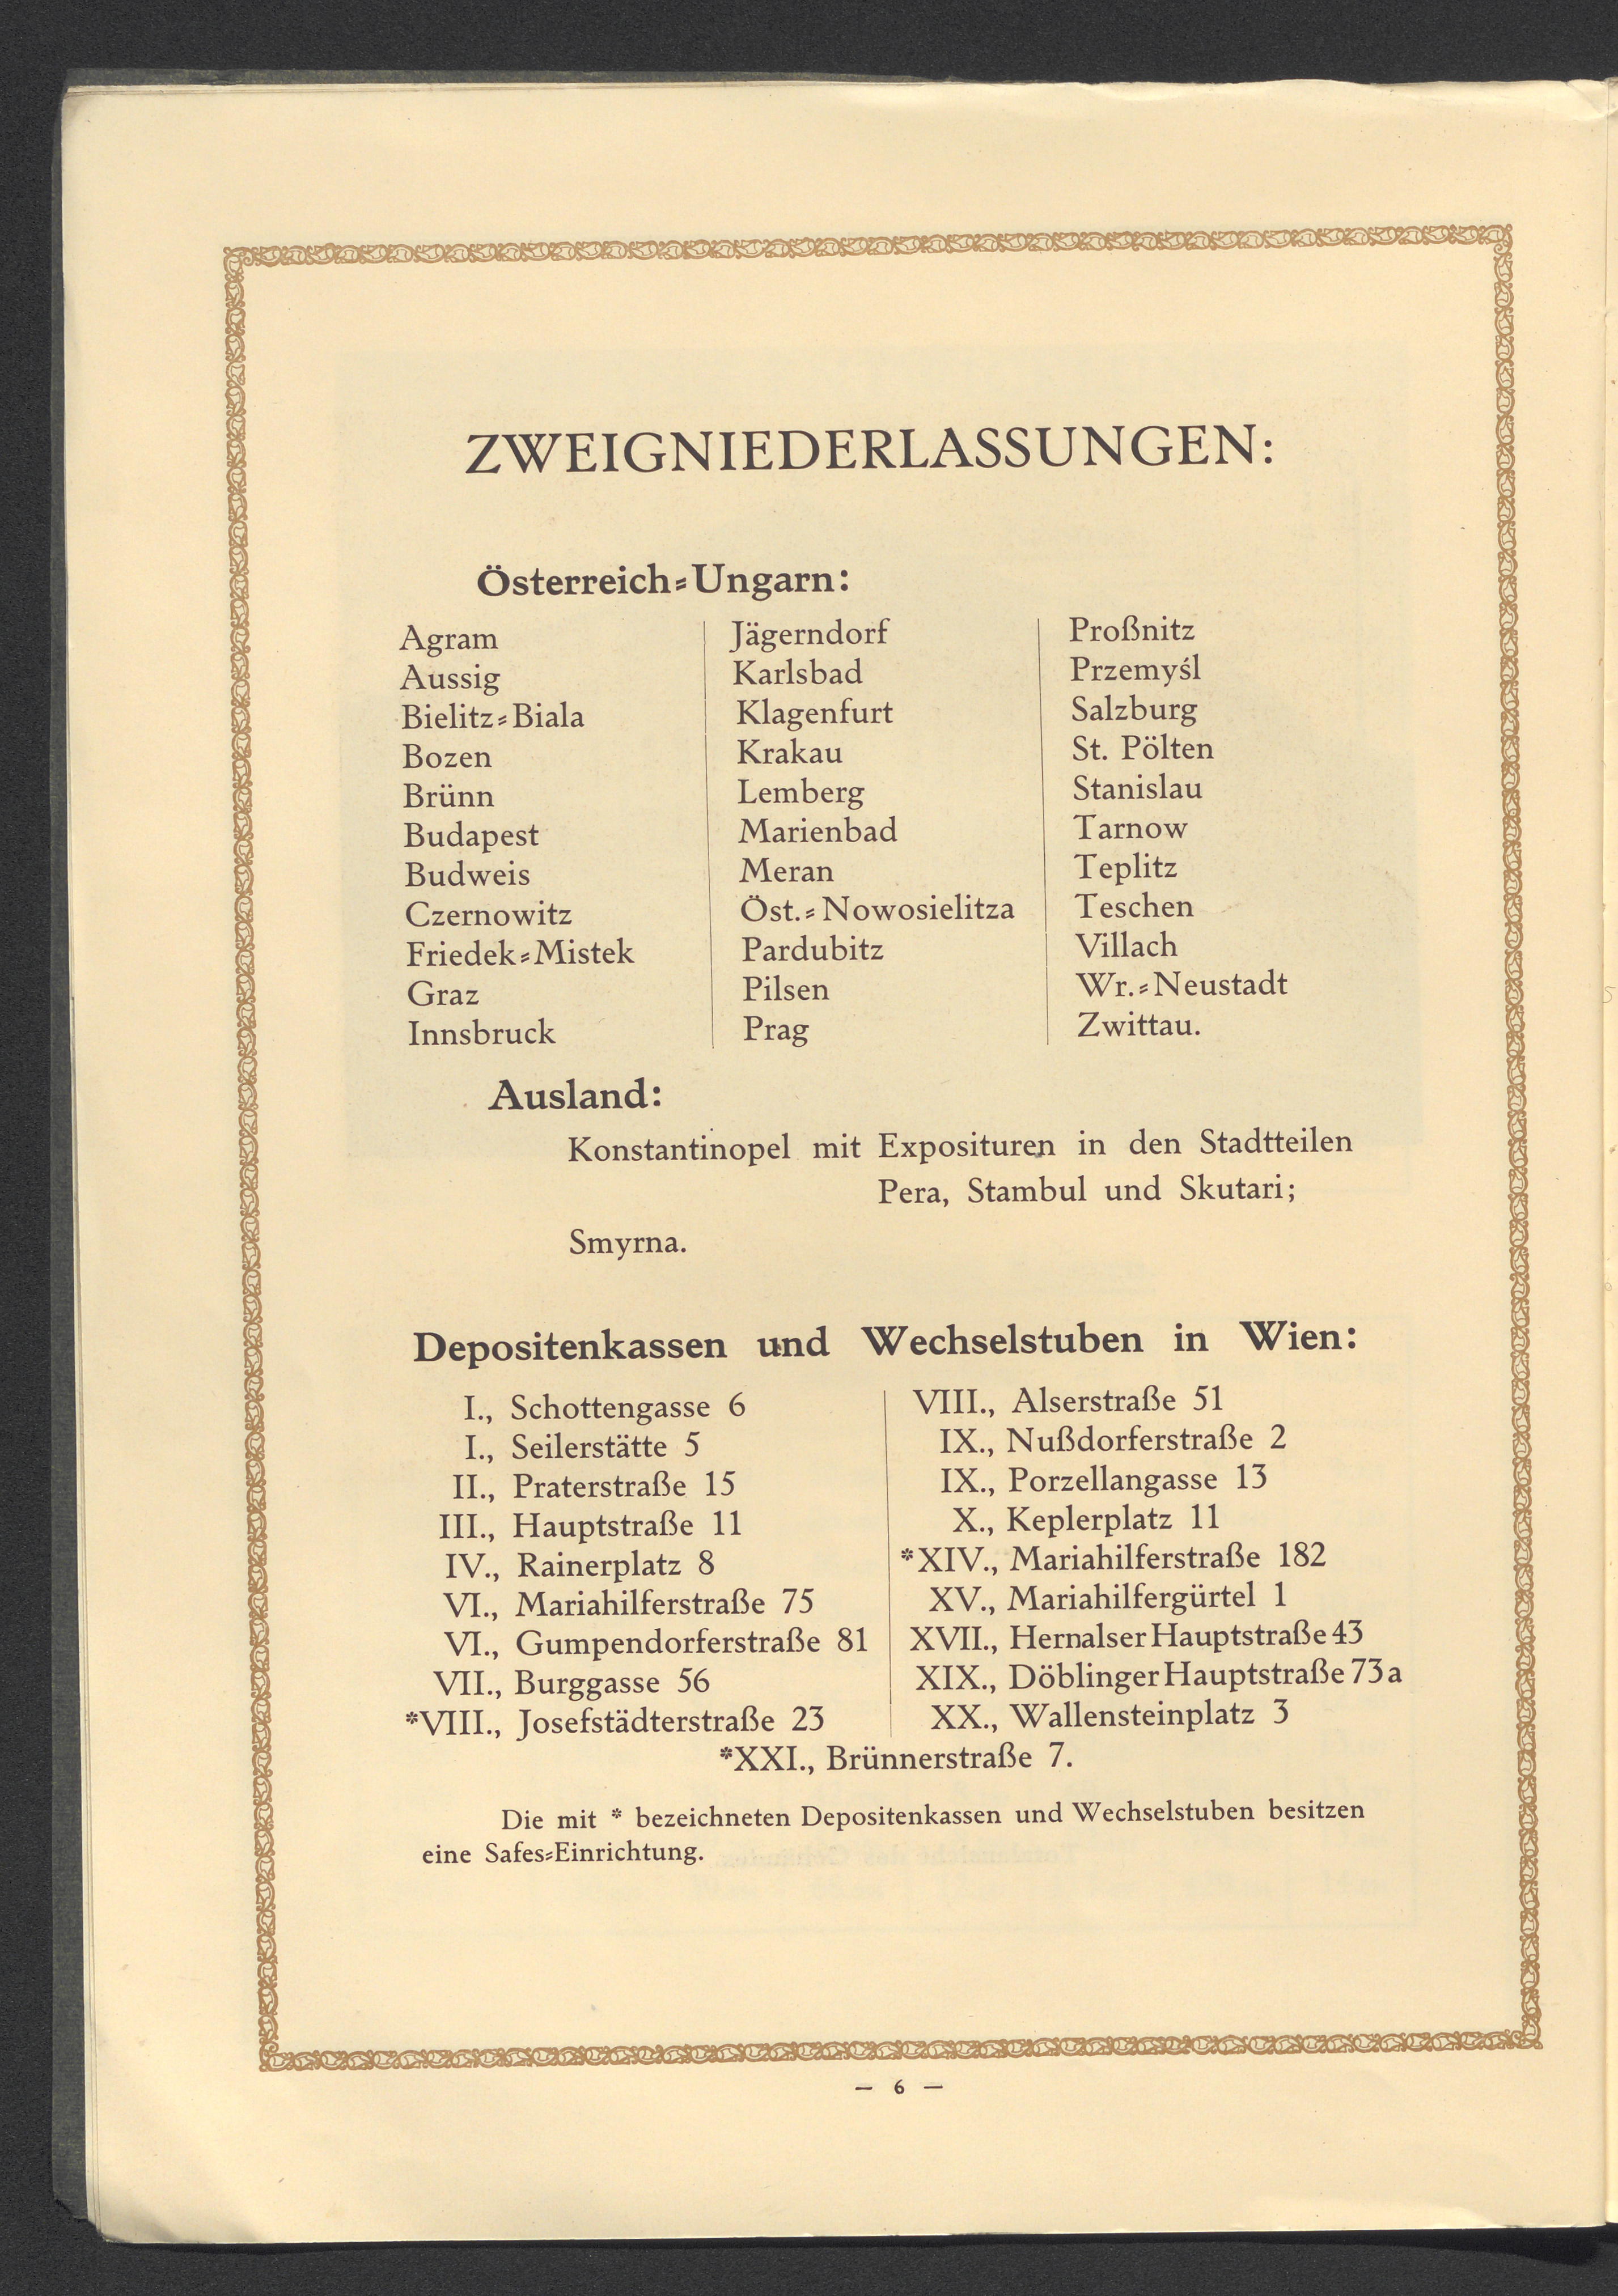 ZWEIGNIEDERLASSUNGEN:
Österreich-Ungarn:
Agram
Aussig
Bielitz-Biala
Bozen
Brünn
Budapest
Budweis
Czernowitz
Friedek-Mistek
Graz
Innsbruck
Jägerndorf
Karlsbad
Klagenfurt
Krakau
Lemberg
Marienbad
Meran
Öst.-Nowosielitza
Pardubitz
Pilsen
Prag
Proßnitz
Przemyśl
Salzburg
St. Pölten
Stanislau
Tarnow
Teplitz
Teschen
Villach
Wr.-Neustadt
Zwittau.
Ausland:
Konstantinopel mit Exposituren in den Stadtteilen
Pera, Stambul und Skutari;
Smyrna.
Depositenkassen und Wechselstuben in Wien:
I., Schottengasse 6
I., Seilerstätte 5
II., Praterstraße 15
III., Hauptstraße 11
IV., Rainerplatz 8
VI., Mariahilferstraße 75
VI., Gumpendorferstraße 81
VII., Burggasse 56
*VIII., Josefstädterstraße 23
VIII., Alserstraße 51
IX., Nußdorferstraße 2
IX., Porzellangasse 13
X., Keplerplatz 11
*XIV., Mariahilferstraße 182
XV., Mariahilfergürtel 1
XVII., Hernalser Hauptstraße 43
XIX., Döblinger Hauptstraße 73a
XX., Wallensteinplatz 3
*XXI., Brünnerstraße 7.
Die mit * bezeichneten Depositenkassen und Wechselstuben besitzen
eine Safes-Einrichtung.
— 6 —